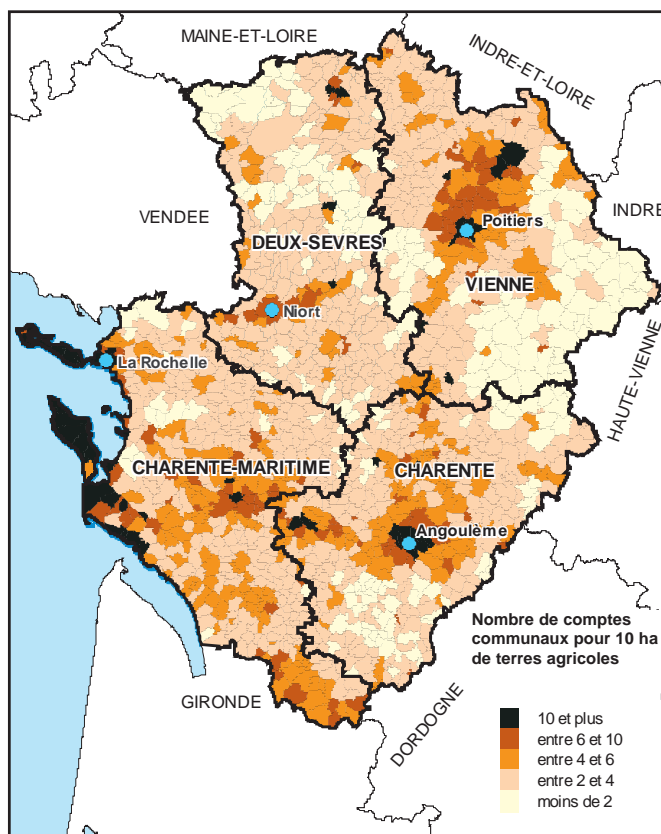 MAINE-ET-LOIRE
INDRE-ET-LOIRE
VENDEE
INDRE
Poitiers
DEUX-SEVRES
VIENNE
Niort
La Rochelle
HAUTE-VIENNE
CHARENTE-MARITIME
CHARENTE
Angoulème
Nombre de comptes
communaux pour 10 ha
de terres agricoles
GIRONDE
DORDOGNE
10 et plus
entre 6 et 10
entre 4 et 6
entre 2 et 4
moins de 2